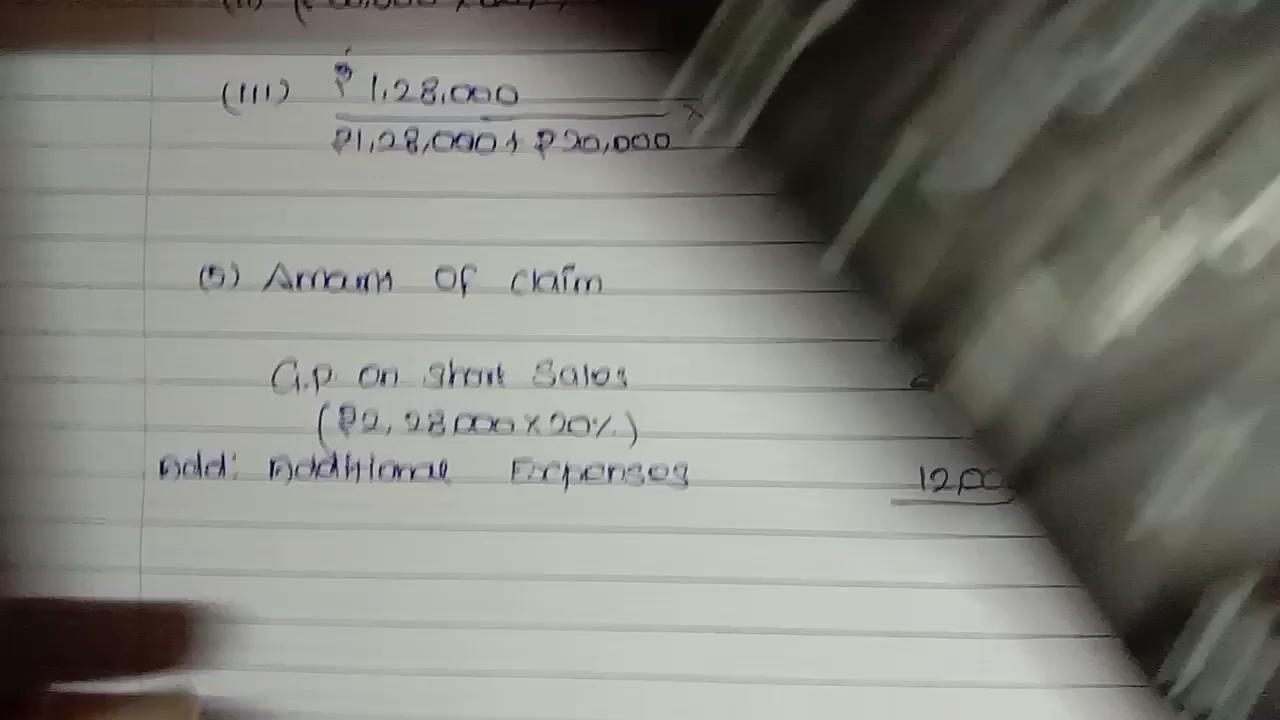 (III) ₹1,28,000
₹1,28,000 + ₹20,000 ×
(5) Amount of claim
G.P. on short sales
(₹2,28,000 × 20%)
Add: Additional Expenses